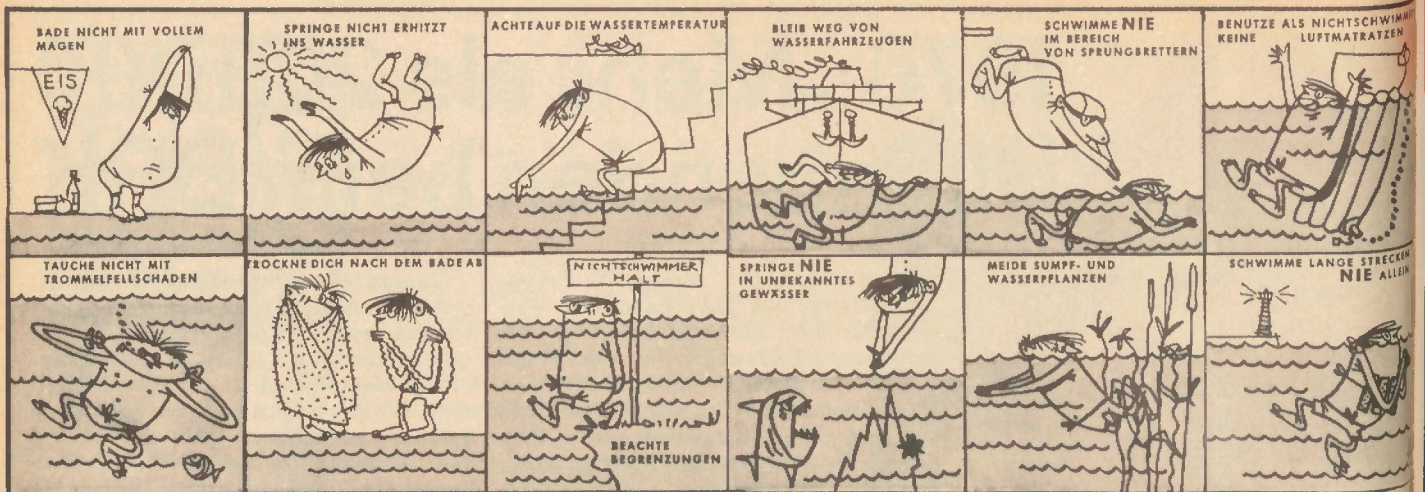 BADE NICHT MIT VOLLEM
MAGEN
EIS
SPRINGE NICHT ERHITZT
INS WASSER
ACHTE AUF DIE WASSERTEMPERATUR
BLEIB WEG VON
WASSERFAHRZEUGEN
SCHWIMME NIE
IM BEREICH
VON SPRUNGBRETTERN
BENUTZE ALS NICHTSCHWIMMER
KEINE LUFTMATRATZEN
TAUCHE NICHT MIT
TROMMELFELLSCHADEN
TROCKNE DICH NACH DEM BADE AB
NICHTSCHWIMMER
HALT
BEACHTE
BEGRENZUNGEN
SPRINGE NIE
IN UNBEKANNTES
GEWÄSSER
MEIDE SUMPF- UND
WASSERPFLANZEN
SCHWIMME LANGE STRECKEN
NIE ALLEIN